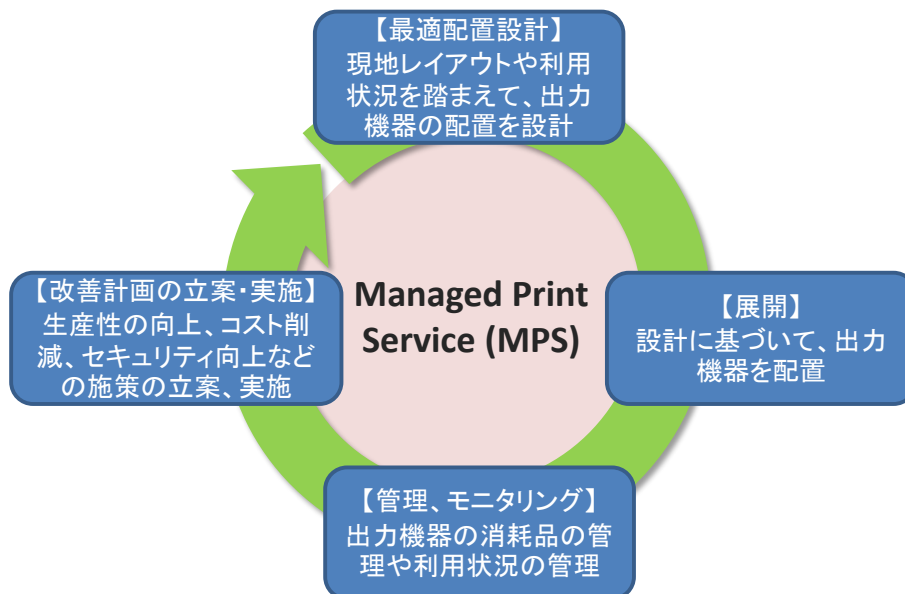 【最適配置設計】
現地レイアウトや利用
状況を踏まえて、出力
機器の配置を設計
【改善計画の立案・実施】
生産性の向上、コスト削
減、セキュリティ向上など
の施策の立案、実施
Managed Print
Service (MPS)
【展開】
設計に基づいて、出力
機器を配置
【管理、モニタリング】
出力機器の消耗品の管
理や利用状況の管理